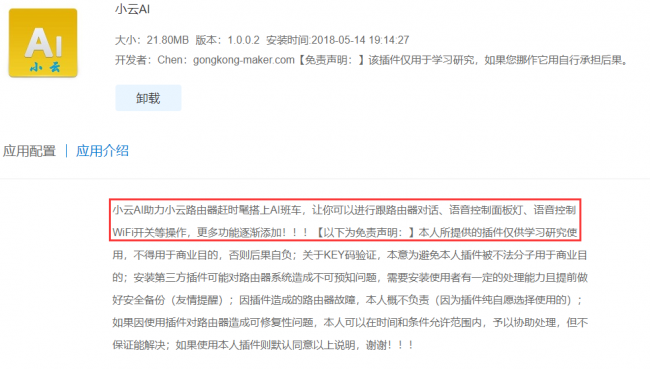 小云AI
AI
小云
大小：21.80MB 版本：1.0.0.2 安装时间:2018-05-14 19:14:27
开发者：Chen：gongkong-maker.com【免责声明：】该插件仅用于学习研究，如果您挪作它用自行承担后果。
卸载
应用配置 | 应用介绍
小云AI助力小云路由器赶时髦搭上AI班车，让你可以进行跟路由器对话、语音控制面板灯、语音控制
WiFi开关等操作，更多功能逐渐添加！！！【以下为免责声明：】本人所提供的插件仅供学习研究使
用，不得用于商业目的，否则后果自负；关于KEY码验证，本意为避免本人插件被不法分子用于商业目
的；安装第三方插件可能对路由器系统造成不可预知问题，需要安装使用者有一定的处理能力且提前做
好安全备份（友情提醒）；因插件造成的路由器故障，本人概不负责（因为插件纯自愿选择使用的）；
如果因使用插件对路由器造成可修复性问题，本人可以在时间和条件允许范围内，予以协助处理，但不
保证能解决；如果使用本人插件则默认同意以上说明，谢谢！！！